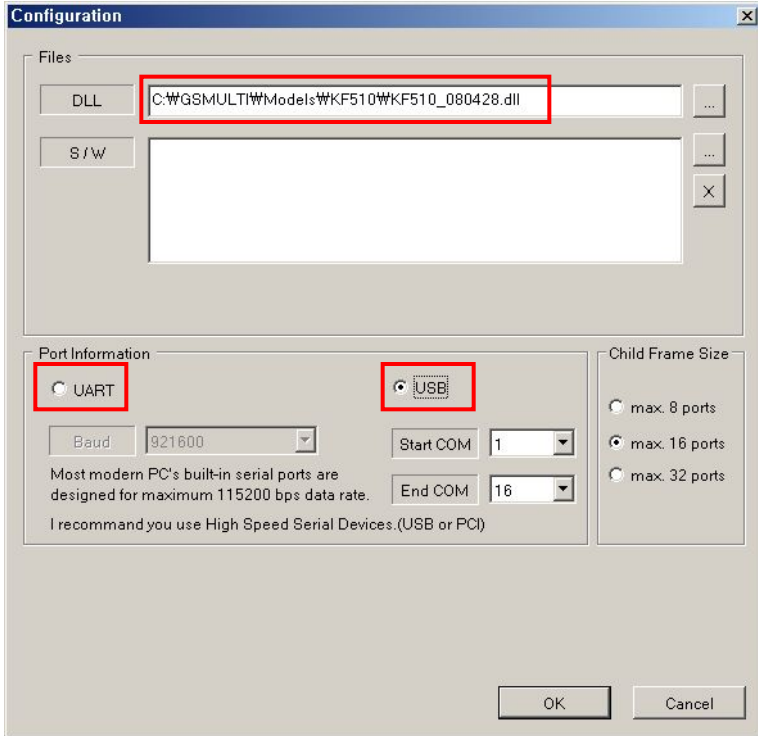 Configuration
Files
DLL
C:₩GSMULTI₩Models₩KF510₩KF510_080428.dll
...
S / W
...
X
Port Information
UART
USB
Baud
921600
Start COM
1
Most modern PC's built-in serial ports are
designed for maximum 115200 bps data rate.
End COM
16
I recommand you use High Speed Serial Devices.(USB or PCI)
Child Frame Size
max. 8 ports
max. 16 ports
max. 32 ports
OK
Cancel